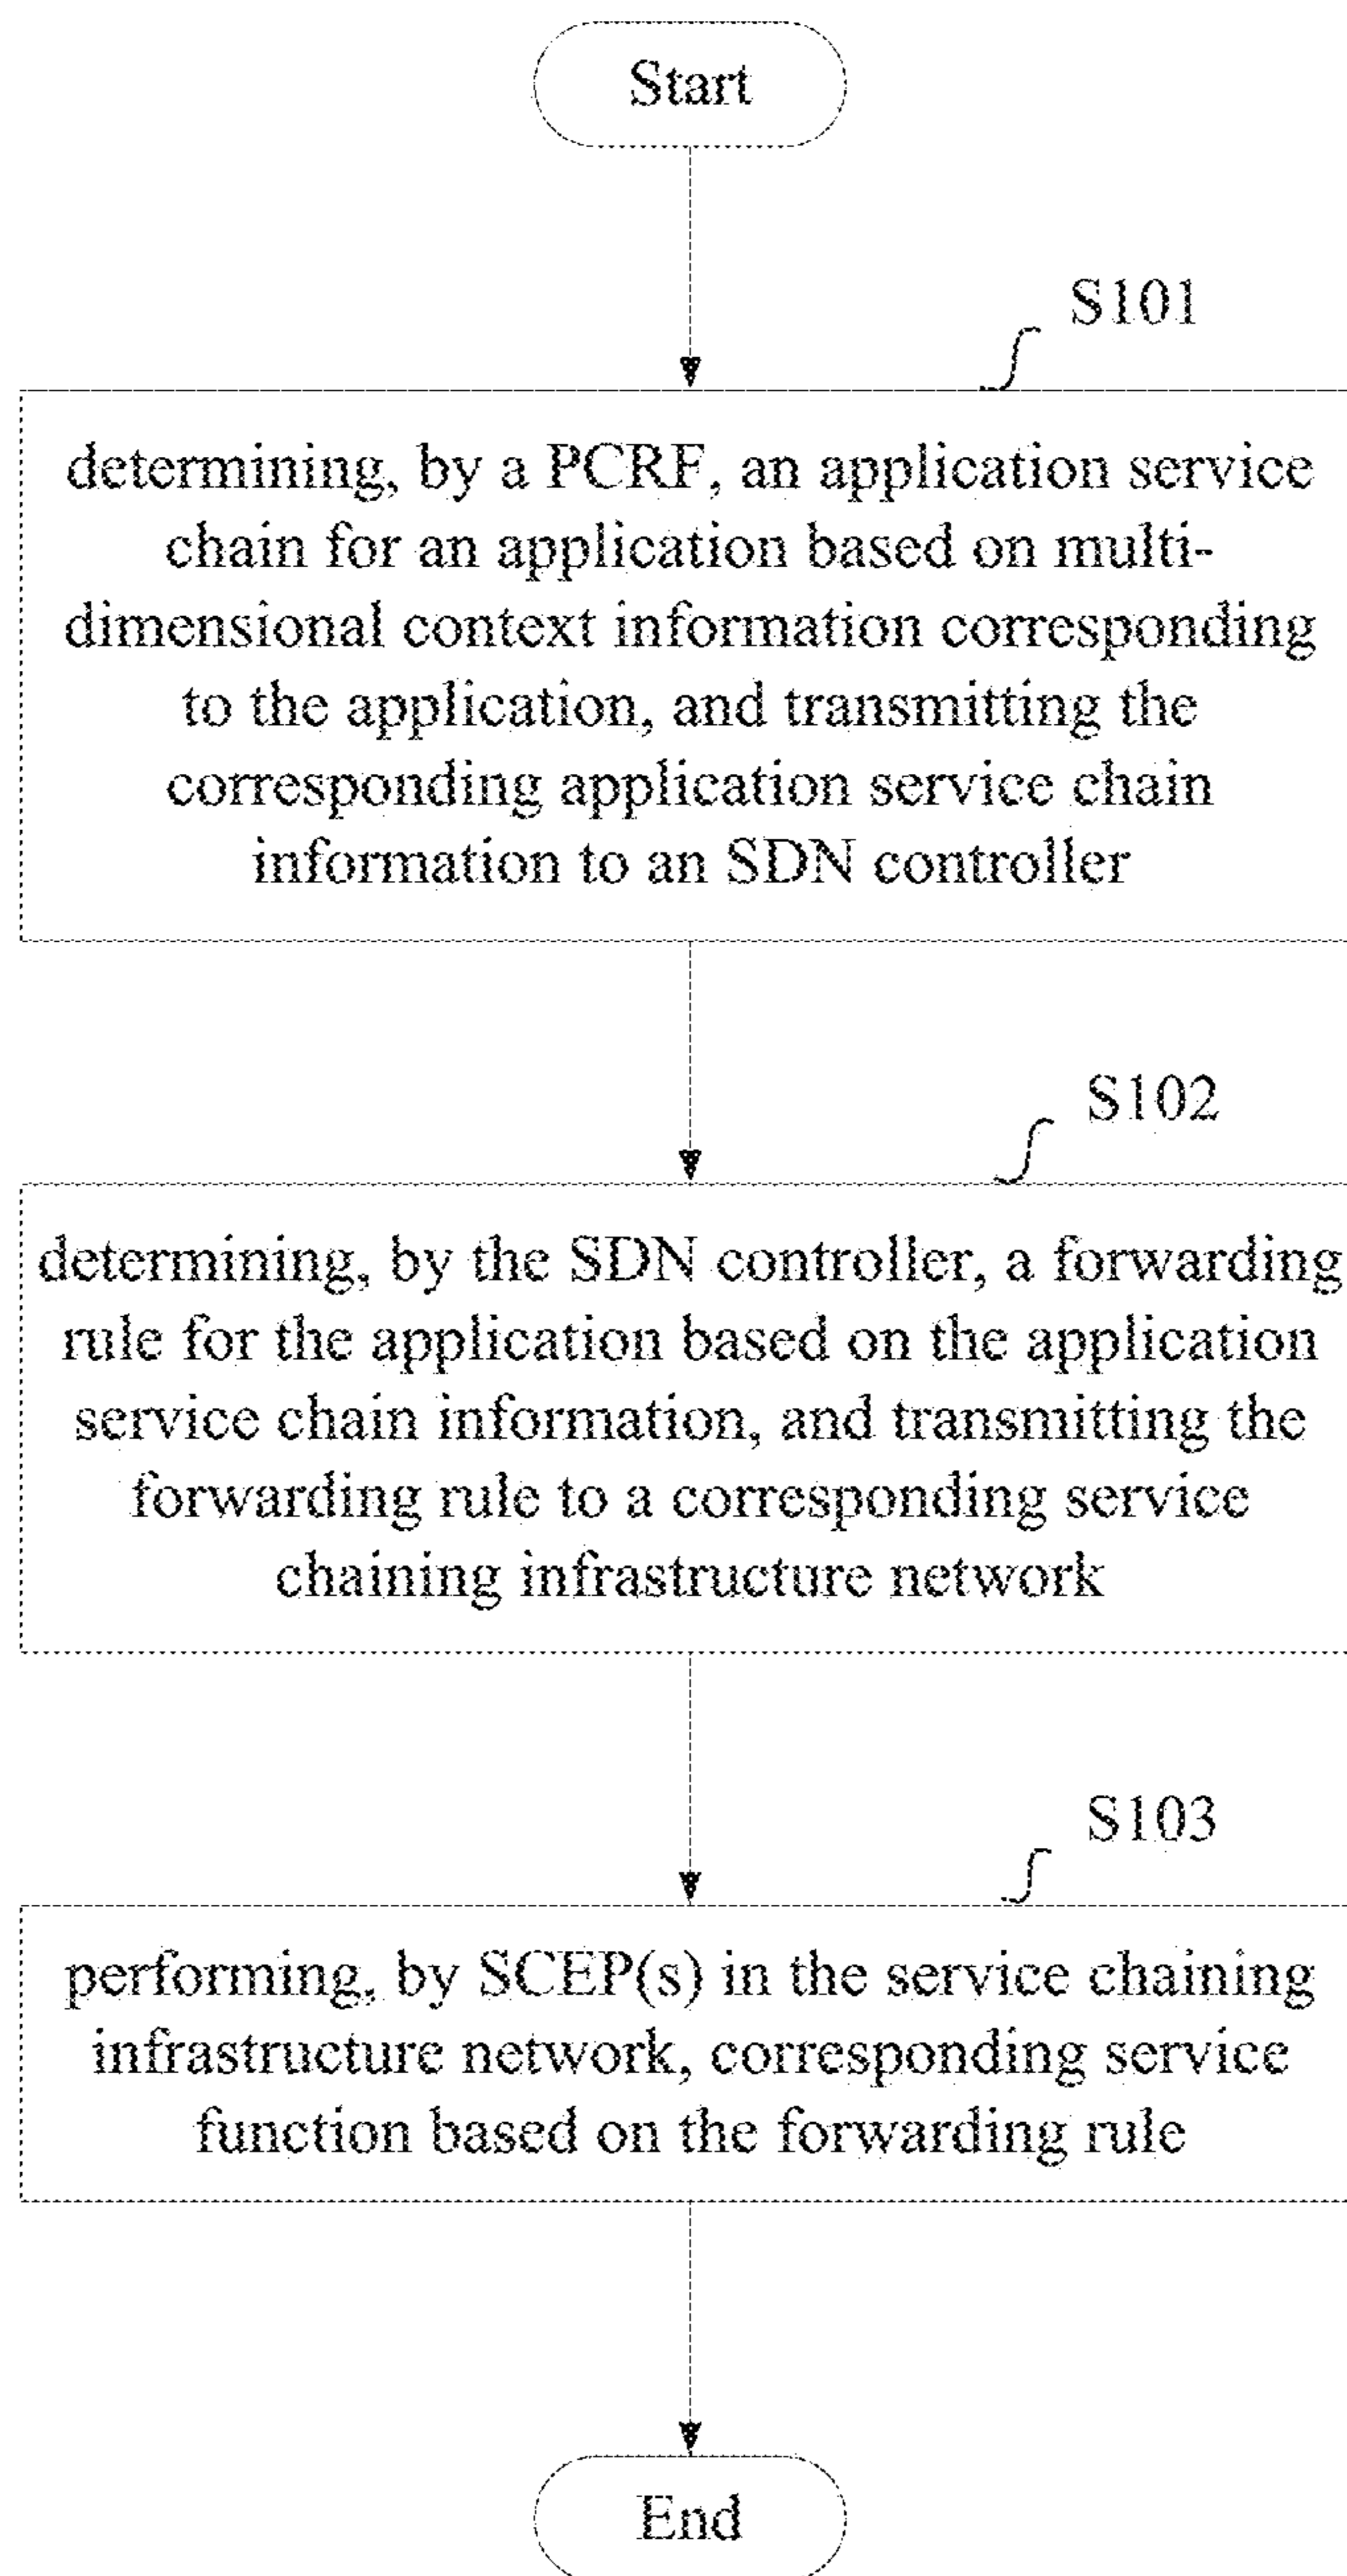 Start
S101
determining, by a PCRF, an application service
chain for an application based on multi-
dimensional context information corresponding
to the application, and transmitting the
corresponding application service chain
information to an SDN controller
S102
determining, by the SDN controller, a forwarding
rule for the application based on the application
service chain information, and transmitting the
forwarding rule to a corresponding service
chaining infrastructure network
S103
performing, by SCEP(s) in the service chaining
infrastructure network, corresponding service
function based on the forwarding rule
End